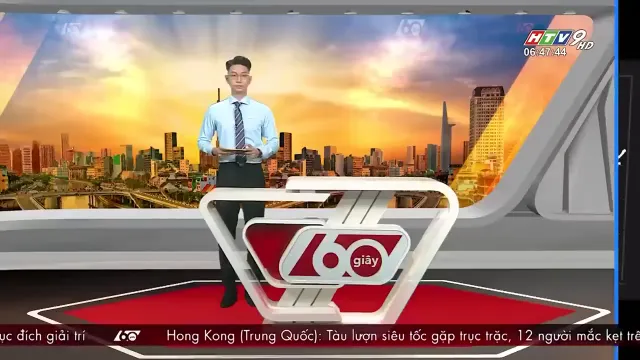 HTV9 HD
06:47:44
60 giây
ục đích giải trí 60 Hong Kong (Trung Quốc): Tàu lượn siêu tốc gặp trục trặc, 12 người mắc kẹt trê